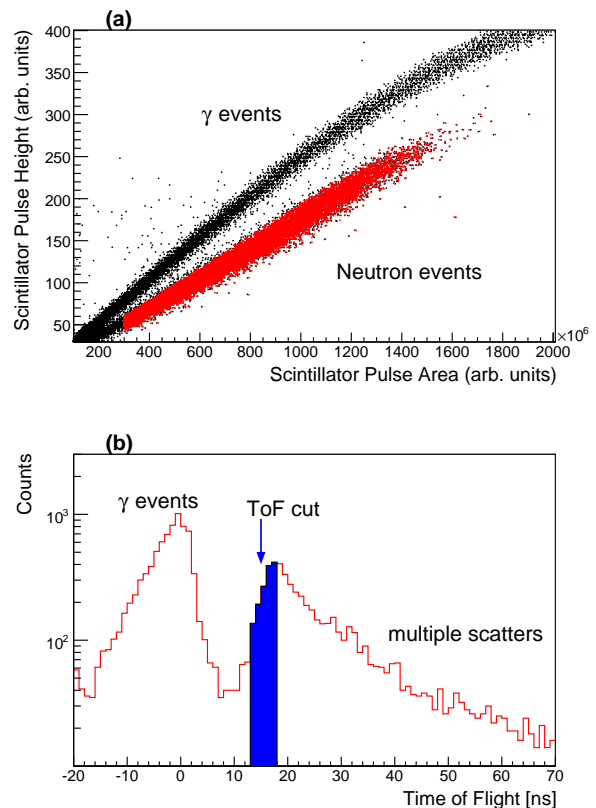 (a)
Scintillator Pulse Height (arb. units)
400
350
300
250
200
150
100
50
γ events
Neutron events
200 400 600 800 1000 1200 1400 1600 1800 2000
×10⁶
Scintillator Pulse Area (arb. units)
(b)
Counts
10³
10²
γ events
ToF cut
multiple scatters
-20 -10 0 10 20 30 40 50 60 70
Time of Flight [ns]